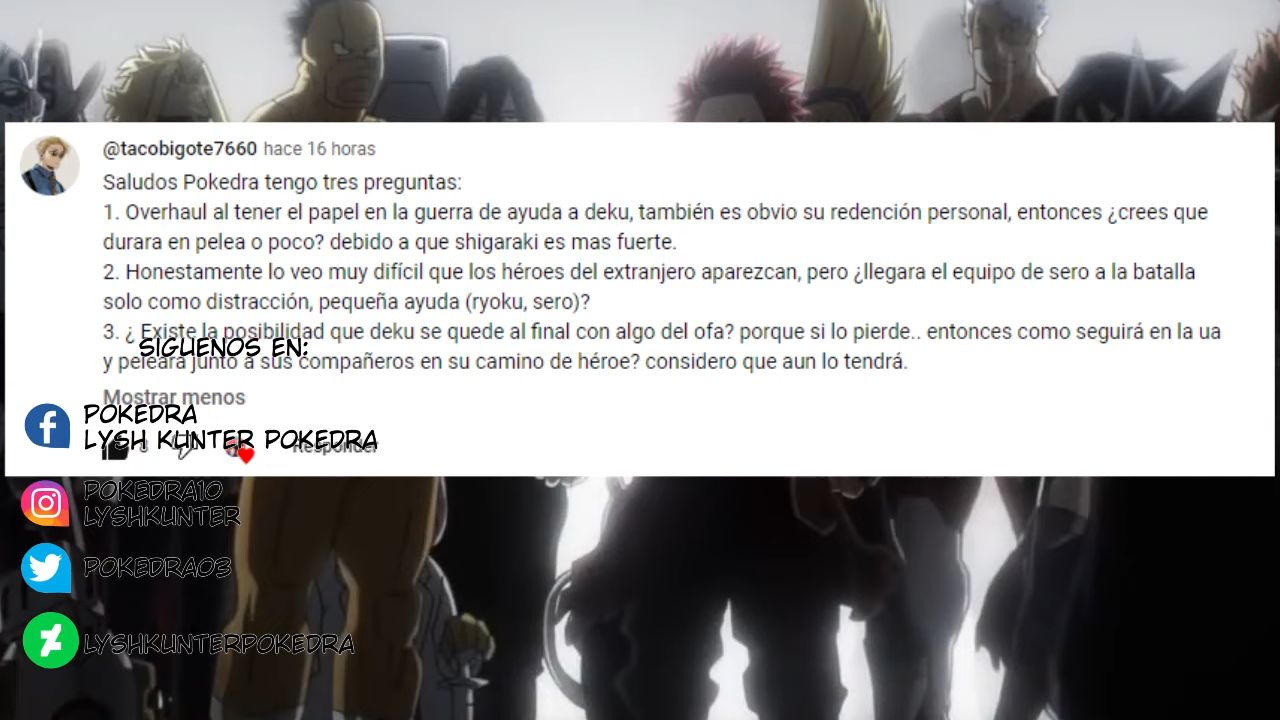 @tacobigote7660 hace 16 horas
Saludos Pokedra tengo tres preguntas:
1. Overhaul al tener el papel en la guerra de ayuda a deku, también es obvio su redención personal, entonces ¿crees que
durara en pelea o poco? debido a que shigaraki es mas fuerte.
2. Honestamente lo veo muy difícil que los héroes del extranjero aparezcan, pero ¿llegara el equipo de sero a la batalla
solo como distracción, pequeña ayuda (ryoku, sero)?
3. ¿ Existe la posibilidad que deku se quede al final con algo del ofa? porque si lo pierde.. entonces como seguirá en la ua
SIGUENOS EN:
y peleará junto a sus compañeros en su camino de héroe? considero que aun lo tendrá.
Mostrar menos
POKEDRA
LYSH KUNTER POKEDRA
8 Responder
POKEDRA10
LYSHKUNTER
POKEDRA03
LYSHKUNTERPOKEDRA